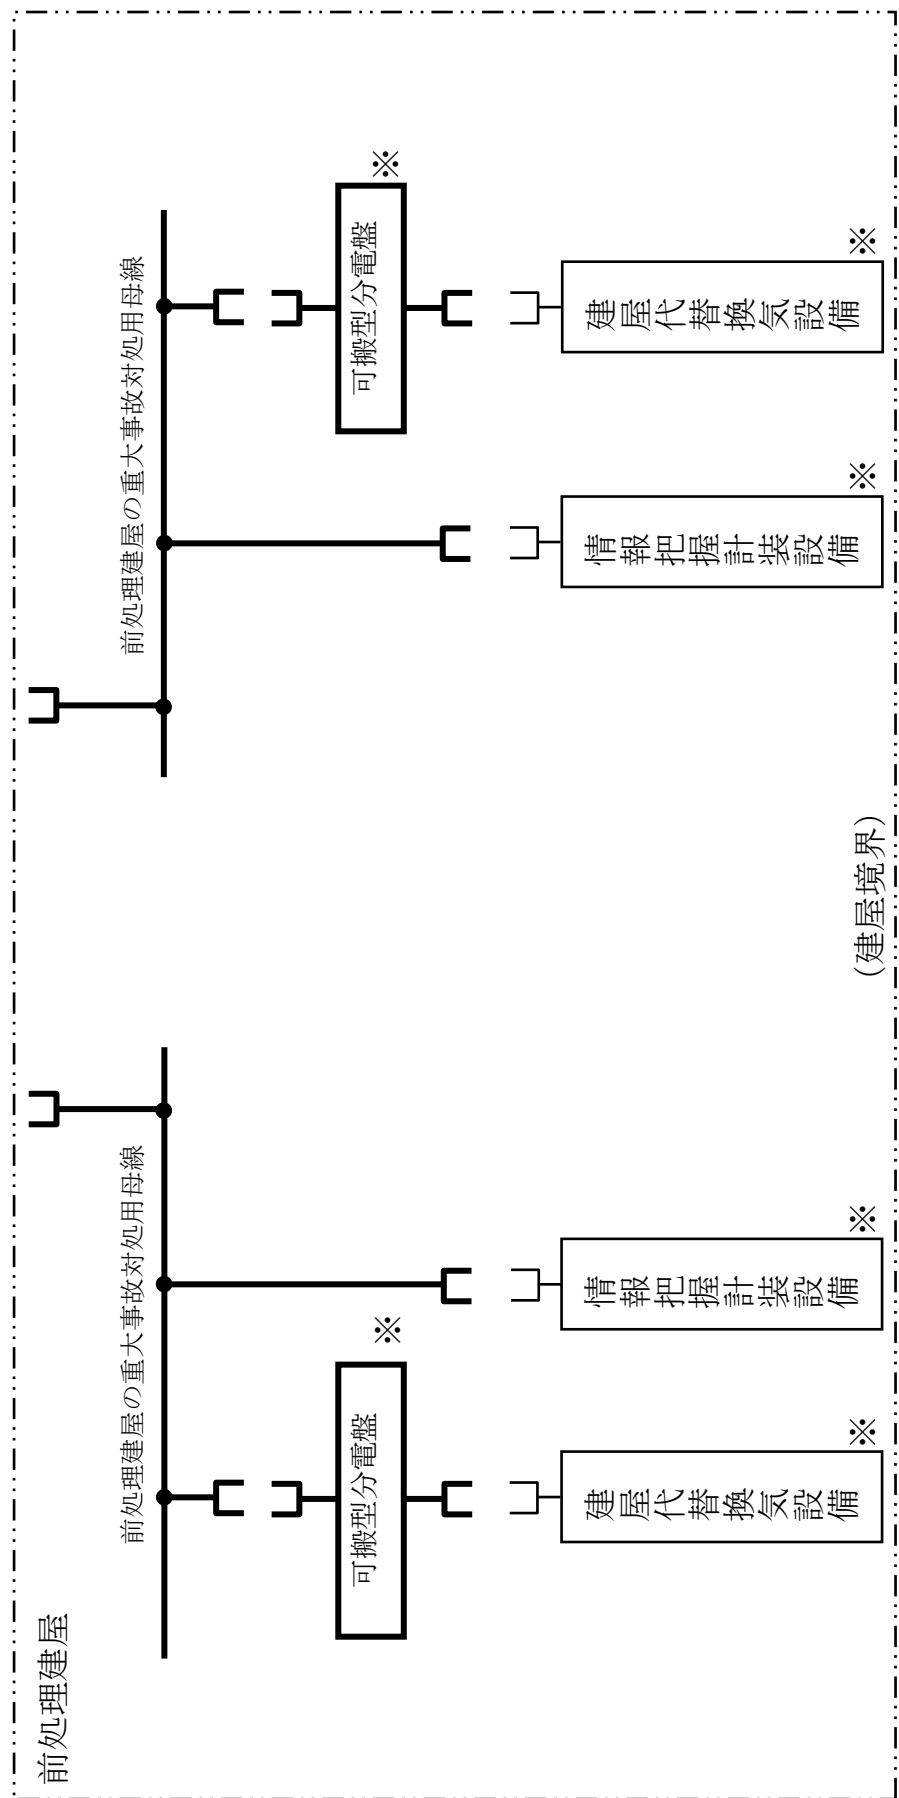 前処理建屋
前処理建屋の重大事故対処用母線
前処理建屋の重大事故対処用母線
可搬型分電盤
※
可搬型分電盤
※
建屋代替換気設備
※
情報把握計装設備
※
情報把握計装設備
※
建屋代替換気設備
※
(建屋境界)